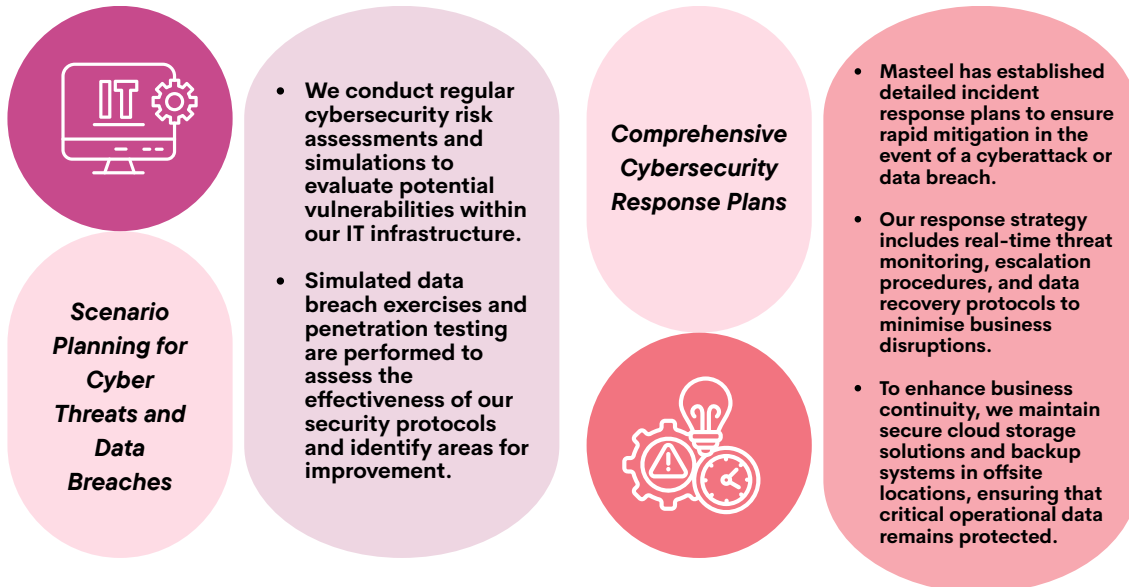 IT
Scenario
Planning for
Cyber
Threats and
Data
Breaches
• We conduct regular
cybersecurity risk
assessments and
simulations to
evaluate potential
vulnerabilities within
our IT infrastructure.
• Simulated data
breach exercises and
penetration testing
are performed to
assess the
effectiveness of our
security protocols
and identify areas for
improvement.
Comprehensive
Cybersecurity
Response Plans
• Masteel has established
detailed incident
response plans to ensure
rapid mitigation in the
event of a cyberattack or
data breach.
• Our response strategy
includes real-time threat
monitoring, escalation
procedures, and data
recovery protocols to
minimise business
disruptions.
• To enhance business
continuity, we maintain
secure cloud storage
solutions and backup
systems in offsite
locations, ensuring that
critical operational data
remains protected.